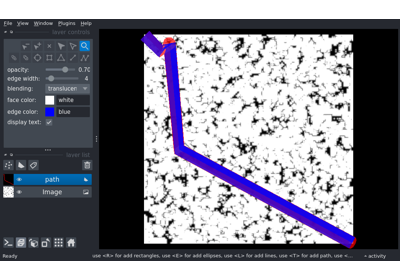 File View Window Plugins Help
layer controls
opacity: 0.70
edge width: 4
blending: translucen
face color: white
edge color: blue
display text:
layer list
path
Image
Ready
use <R> for add rectangles, use <E> for add ellipses, use <L> for add lines, use <T> for add path, use <...
activity